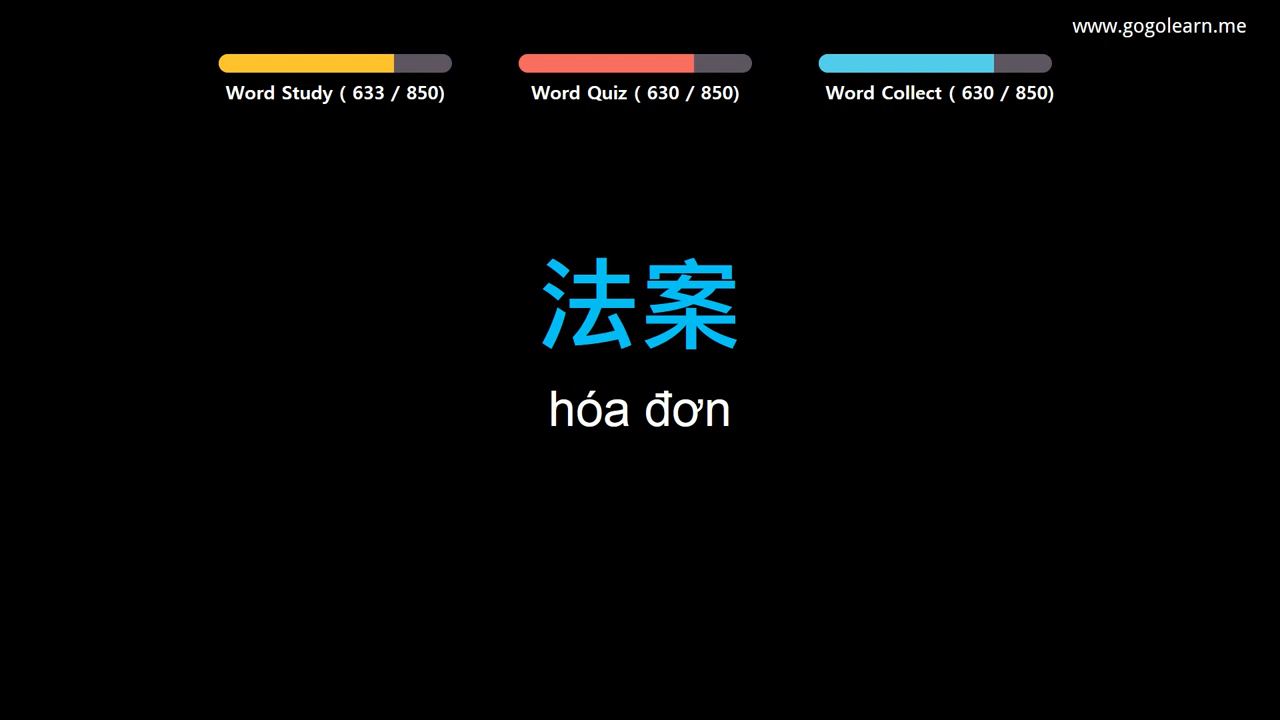 www.gogolearn.me
Word Study ( 633 / 850)
Word Quiz ( 630 / 850)
Word Collect ( 630 / 850)
法案
hóa đơn